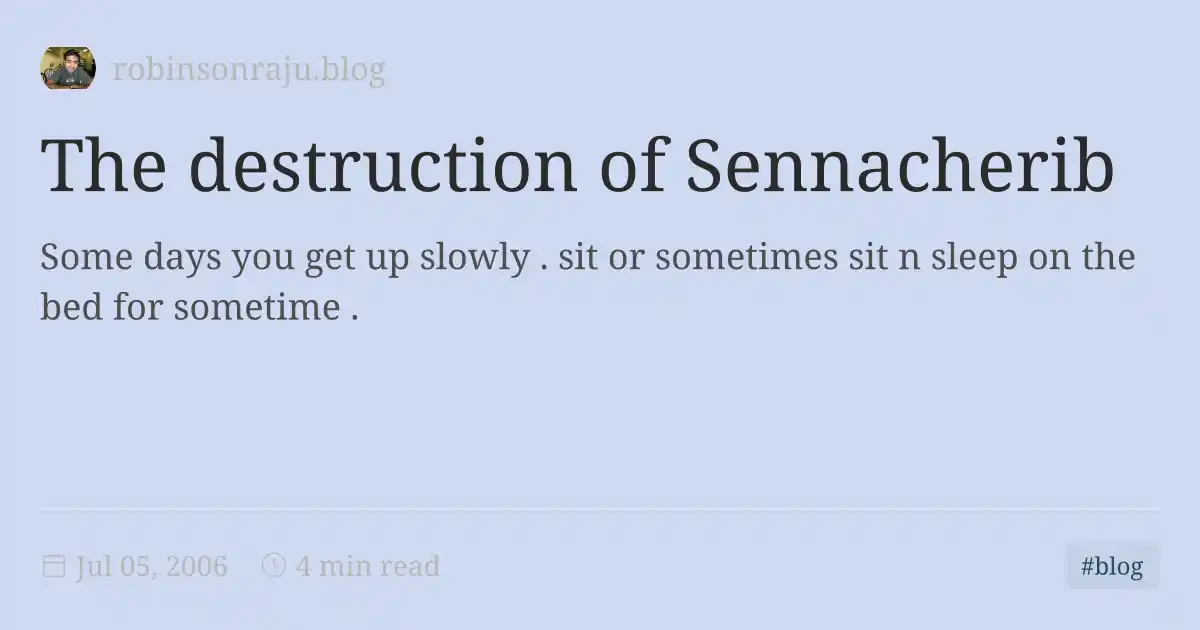 robinsonraju.blog
The destruction of Sennacherib
Some days you get up slowly . sit or sometimes sit n sleep on the
bed for sometime .
Jul 05, 2006 4 min read
#blog